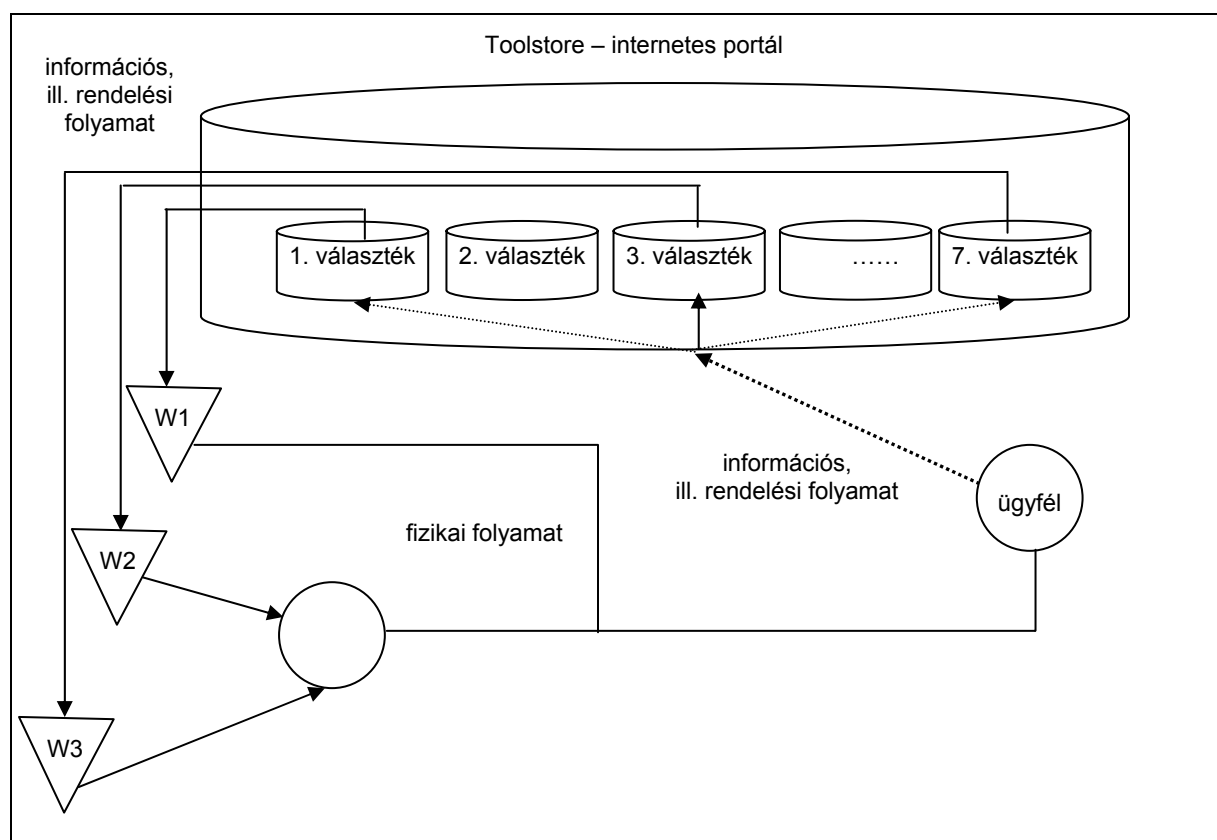 Toolstore – internetes portál
információs,
ill. rendelési
folyamat
1. választék
2. választék
3. választék
……
7. választék
W1
információs,
ill. rendelési folyamat
ügyfél
fizikai folyamat
W2
W3